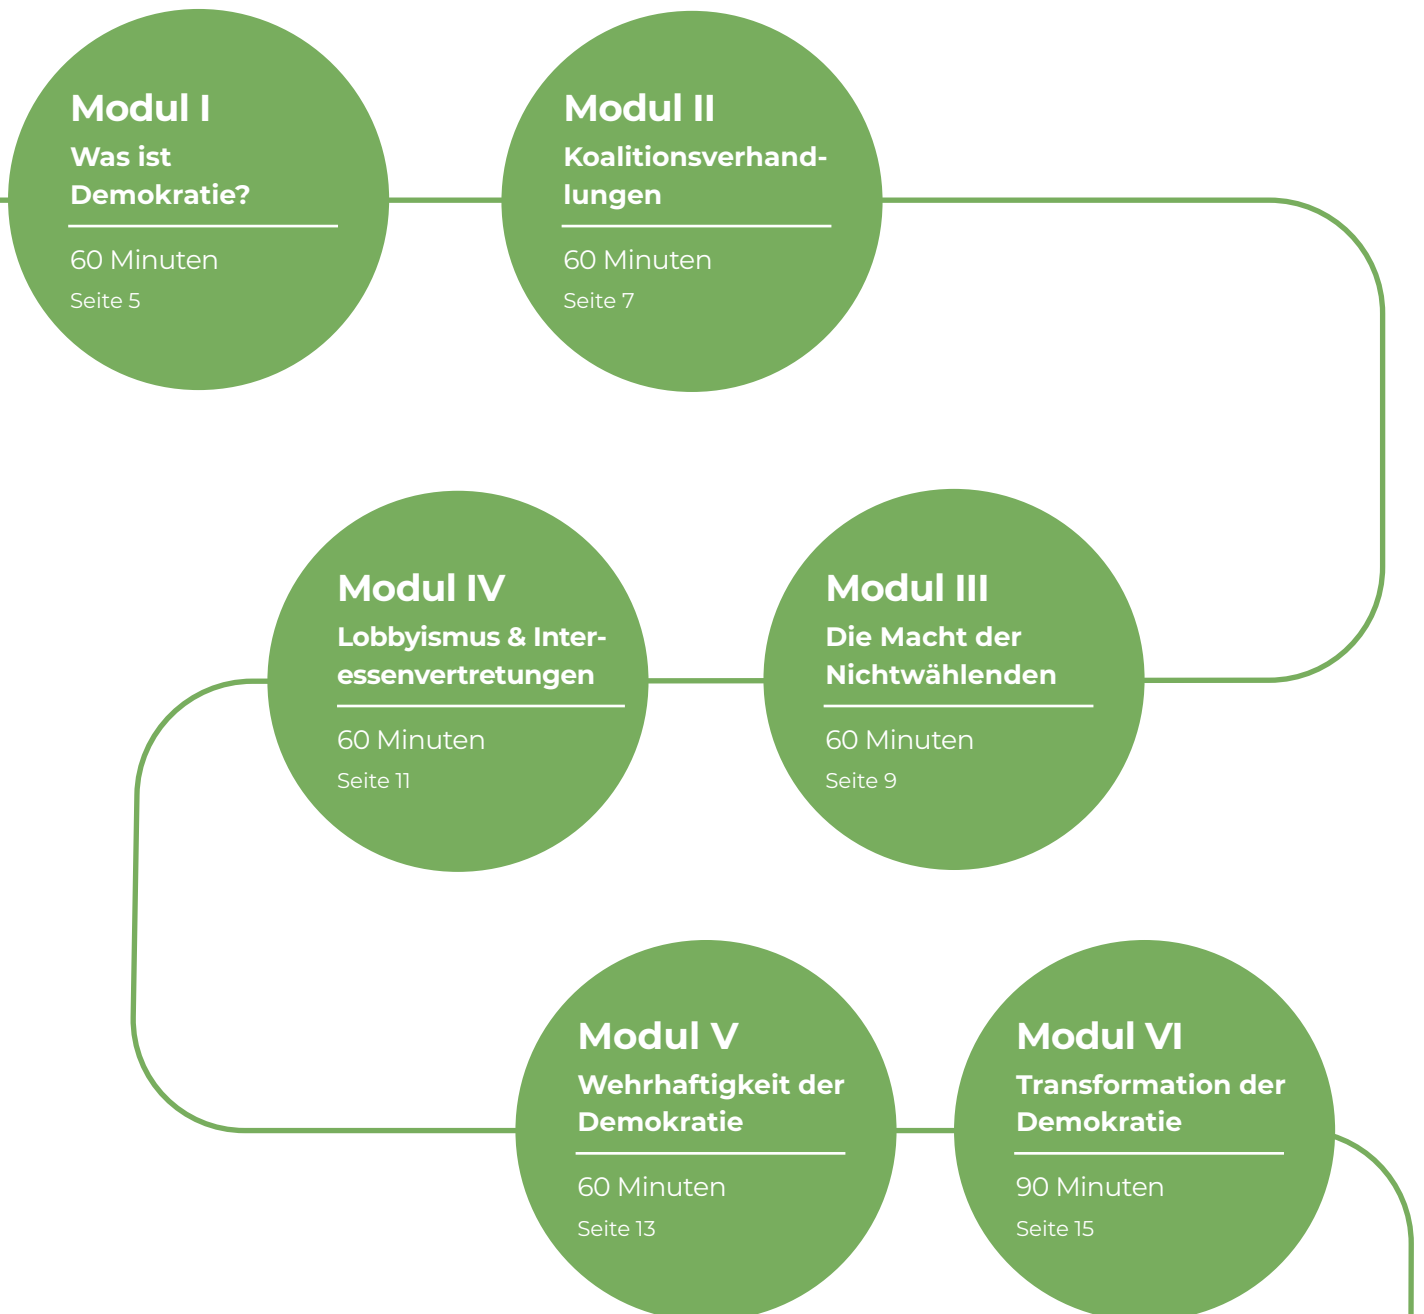 Modul I
Was ist
Demokratie?
60 Minuten
Seite 5
Modul II
Koalitionsverhand-
lungen
60 Minuten
Seite 7
Modul III
Die Macht der
Nichtwählenden
60 Minuten
Seite 9
Modul IV
Lobbyismus & Inter-
essenvertretungen
60 Minuten
Seite 11
Modul V
Wehrhaftigkeit der
Demokratie
60 Minuten
Seite 13
Modul VI
Transformation der
Demokratie
90 Minuten
Seite 15